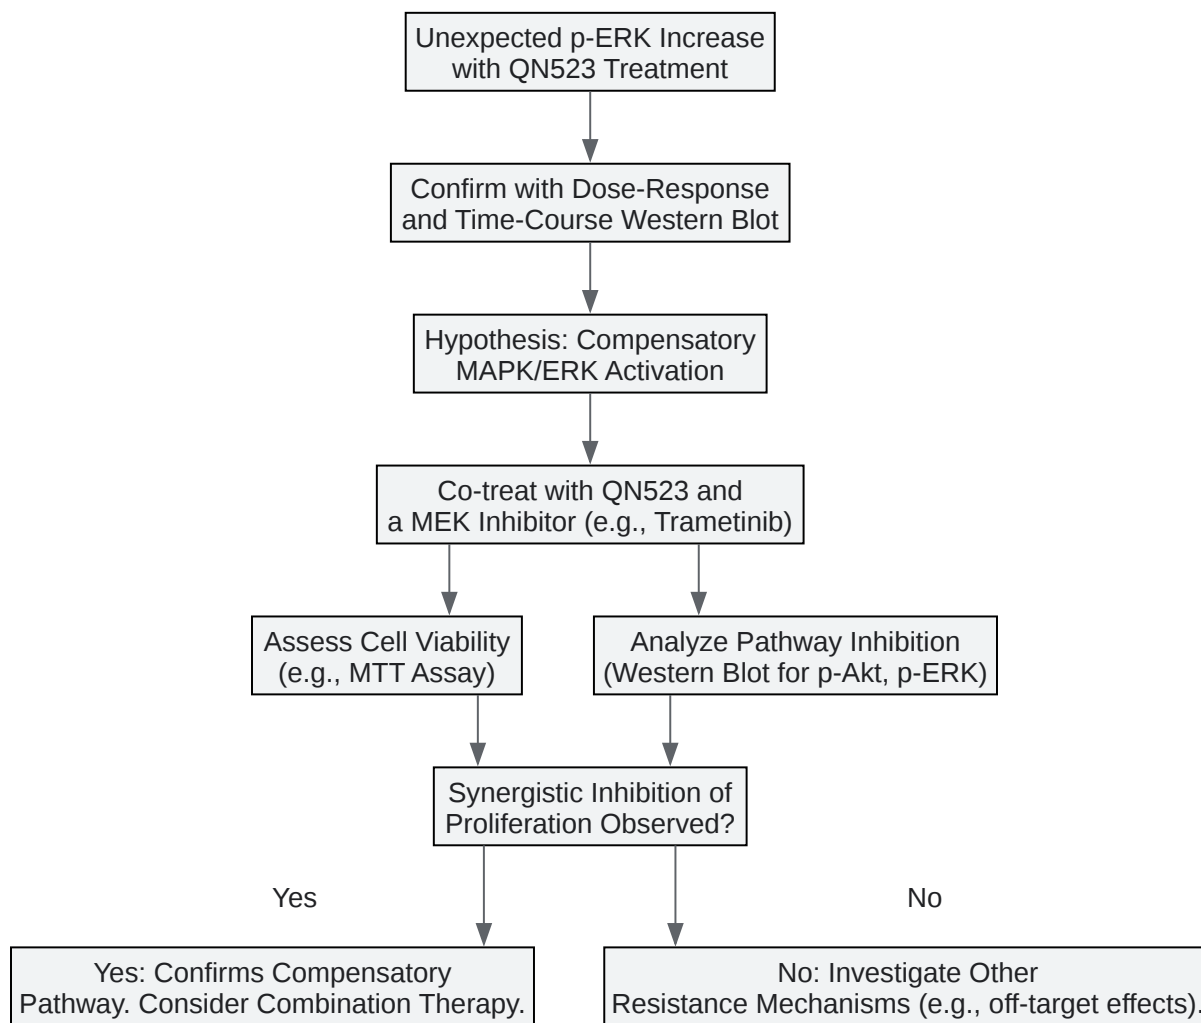 Unexpected p-ERK Increase
with QN523 Treatment
Confirm with Dose-Response
and Time-Course Western Blot
Hypothesis: Compensatory
MAPK/ERK Activation
Co-treat with QN523 and
a MEK Inhibitor (e.g., Trametinib)
Assess Cell Viability
(e.g., MTT Assay)
Analyze Pathway Inhibition
(Western Blot for p-Akt, p-ERK)
Synergistic Inhibition of
Proliferation Observed?
Yes
No
Yes: Confirms Compensatory
Pathway. Consider Combination Therapy.
No: Investigate Other
Resistance Mechanisms (e.g., off-target effects).